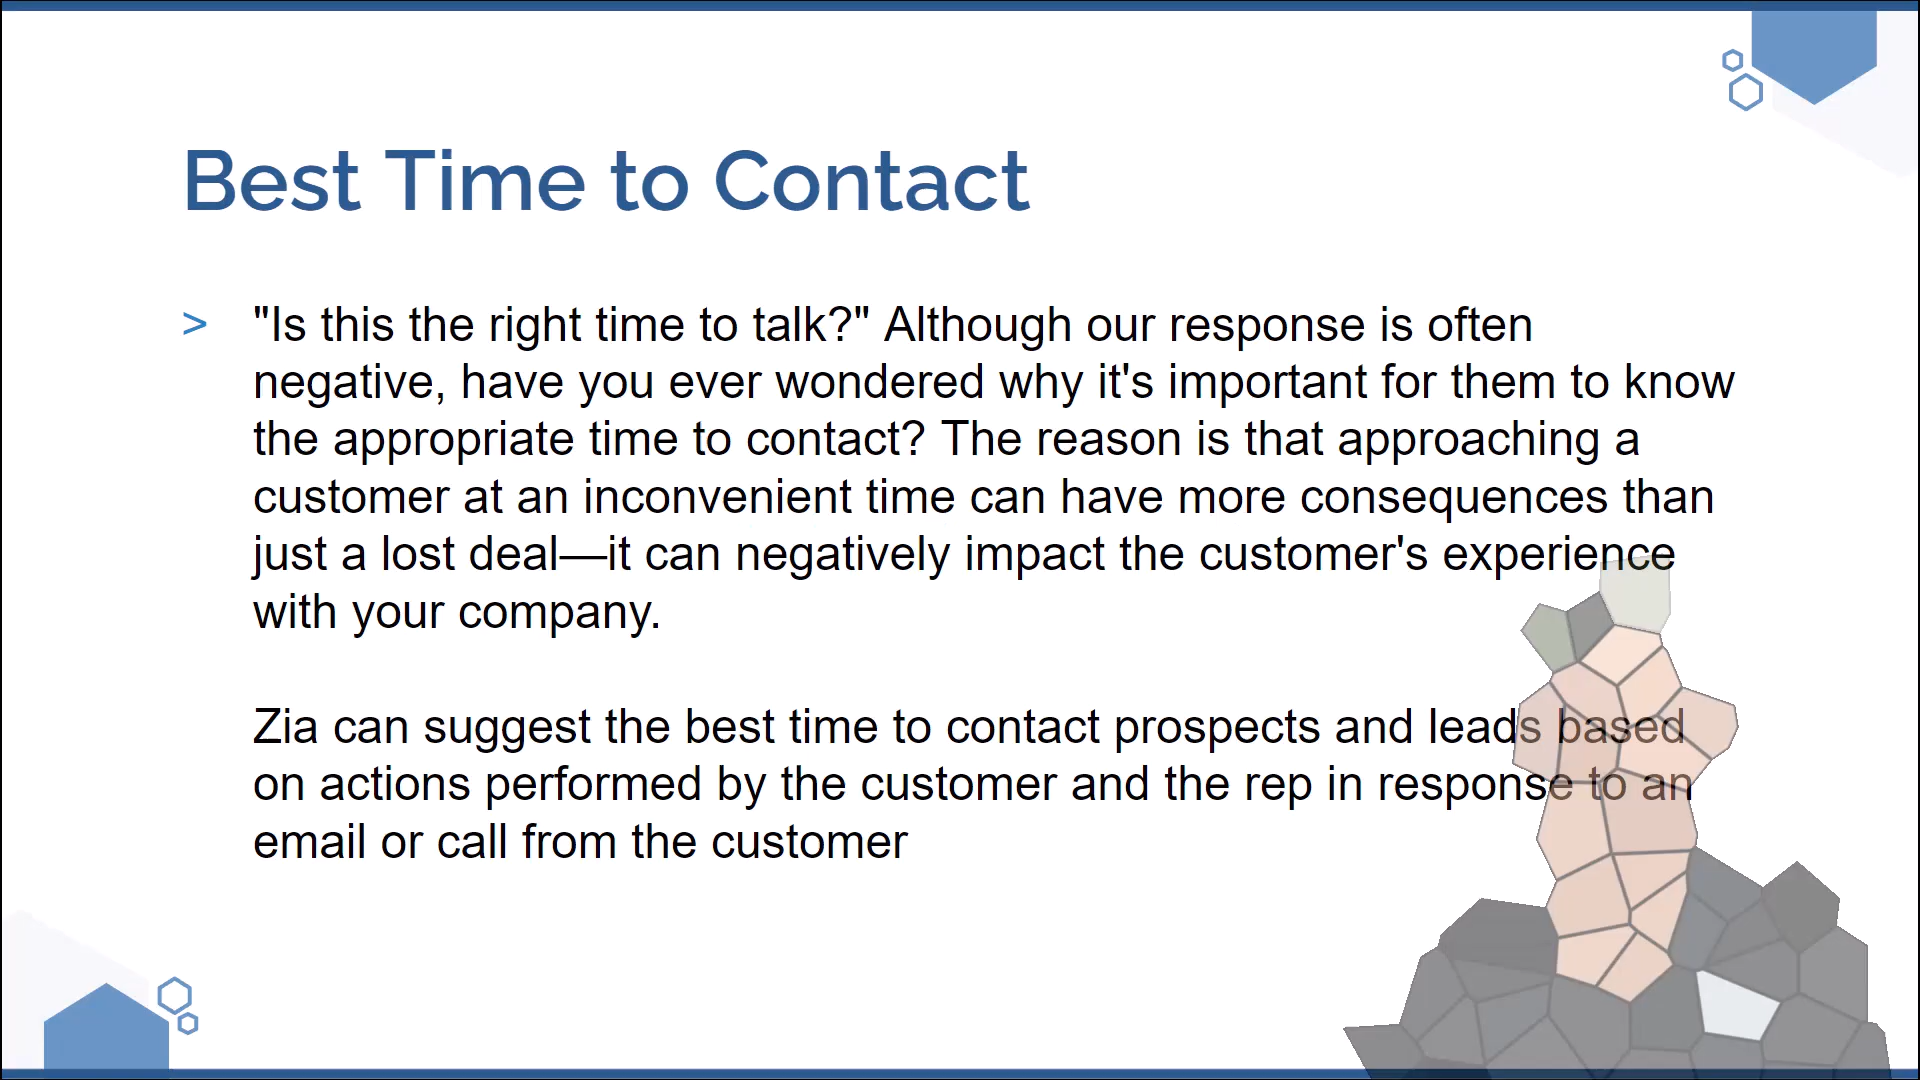 Best Time to Contact
> "Is this the right time to talk?" Although our response is often
negative, have you ever wondered why it's important for them to know
the appropriate time to contact? The reason is that approaching a
customer at an inconvenient time can have more consequences than
just a lost deal—it can negatively impact the customer's experience
with your company.
Zia can suggest the best time to contact prospects and leads based
on actions performed by the customer and the rep in response to an
email or call from the customer